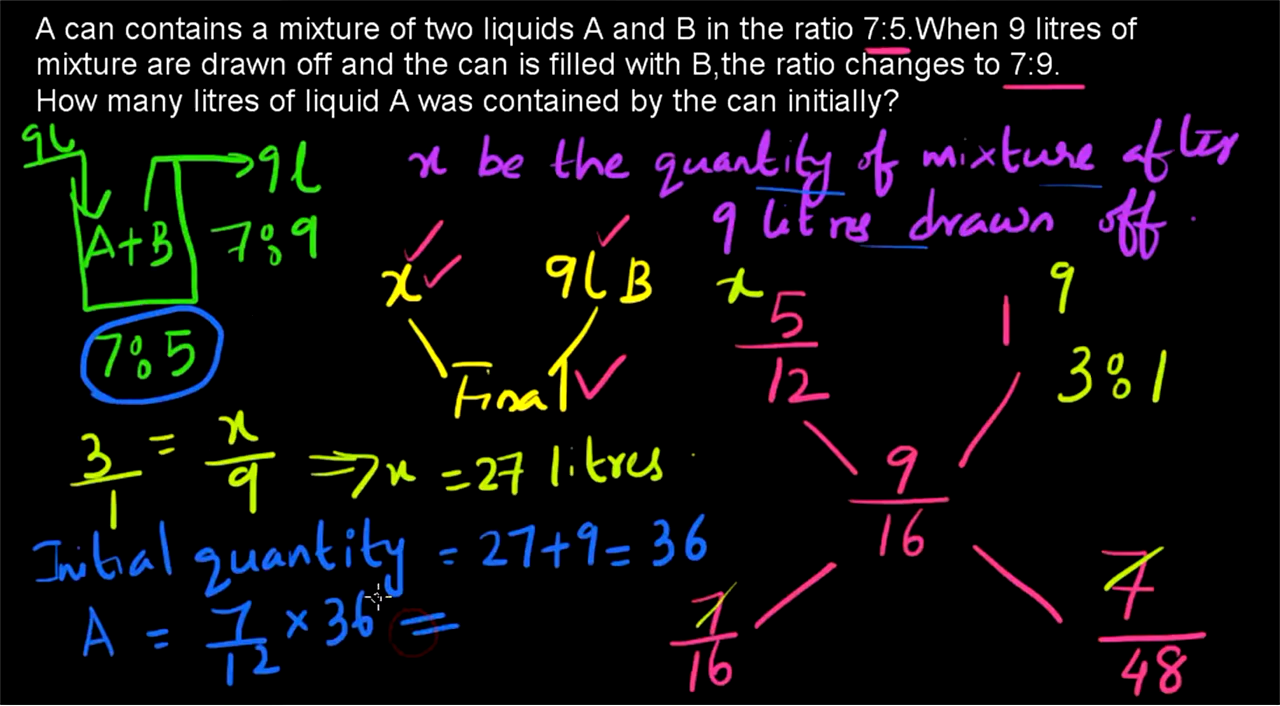 A can contains a mixture of two liquids A and B in the ratio 7:5.When 9 litres of
mixture are drawn off and the can is filled with B,the ratio changes to 7:9.
How many litres of liquid A was contained by the can initially?
9l
→9l
A+B
7:9
7:5
x be the quantity of mixture after
9 litres drawn off.
x
9l B
Final
x
5/12
1
9
3:1
9/16
7/16
7/48
3/1 = x/9 ⇒ x = 27 litres.
Initial quantity = 27+9 = 36
A = 7/12 × 36 =